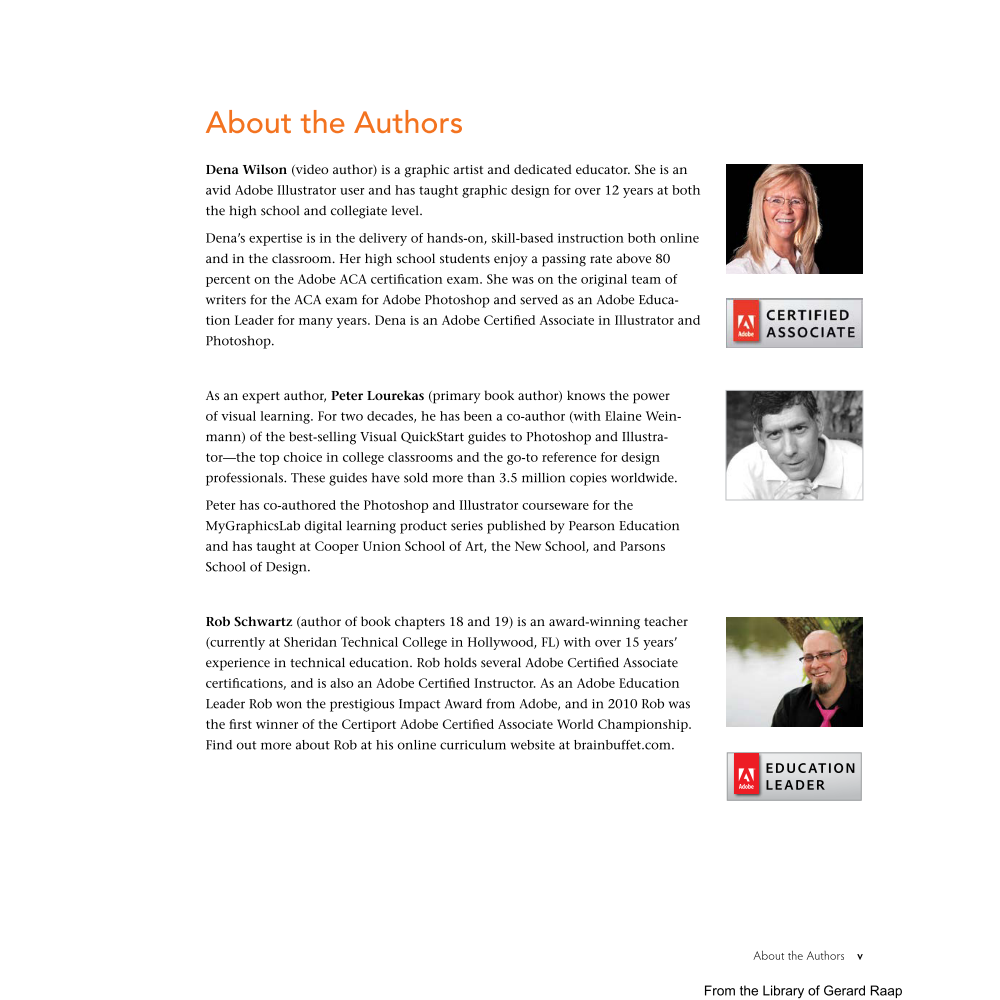 About the Authors
Dena Wilson (video author) is a graphic artist and dedicated educator. She is an
avid Adobe Illustrator user and has taught graphic design for over 12 years at both
the high school and collegiate level.
Dena’s expertise is in the delivery of hands-on, skill-based instruction both online
and in the classroom. Her high school students enjoy a passing rate above 80
percent on the Adobe ACA certification exam. She was on the original team of
writers for the ACA exam for Adobe Photoshop and served as an Adobe Educa-
tion Leader for many years. Dena is an Adobe Certified Associate in Illustrator and
Photoshop.
Adobe
CERTIFIED
ASSOCIATE
As an expert author, Peter Lourekas (primary book author) knows the power
of visual learning. For two decades, he has been a co-author (with Elaine Wein-
mann) of the best-selling Visual QuickStart guides to Photoshop and Illustra-
tor—the top choice in college classrooms and the go-to reference for design
professionals. These guides have sold more than 3.5 million copies worldwide.
Peter has co-authored the Photoshop and Illustrator courseware for the
MyGraphicsLab digital learning product series published by Pearson Education
and has taught at Cooper Union School of Art, the New School, and Parsons
School of Design.
Rob Schwartz (author of book chapters 18 and 19) is an award-winning teacher
(currently at Sheridan Technical College in Hollywood, FL) with over 15 years’
experience in technical education. Rob holds several Adobe Certified Associate
certifications, and is also an Adobe Certified Instructor. As an Adobe Education
Leader Rob won the prestigious Impact Award from Adobe, and in 2010 Rob was
the first winner of the Certiport Adobe Certified Associate World Championship.
Find out more about Rob at his online curriculum website at brainbuffet.com.
Adobe
EDUCATION
LEADER
About the Authors v
From the Library of Gerard Raap